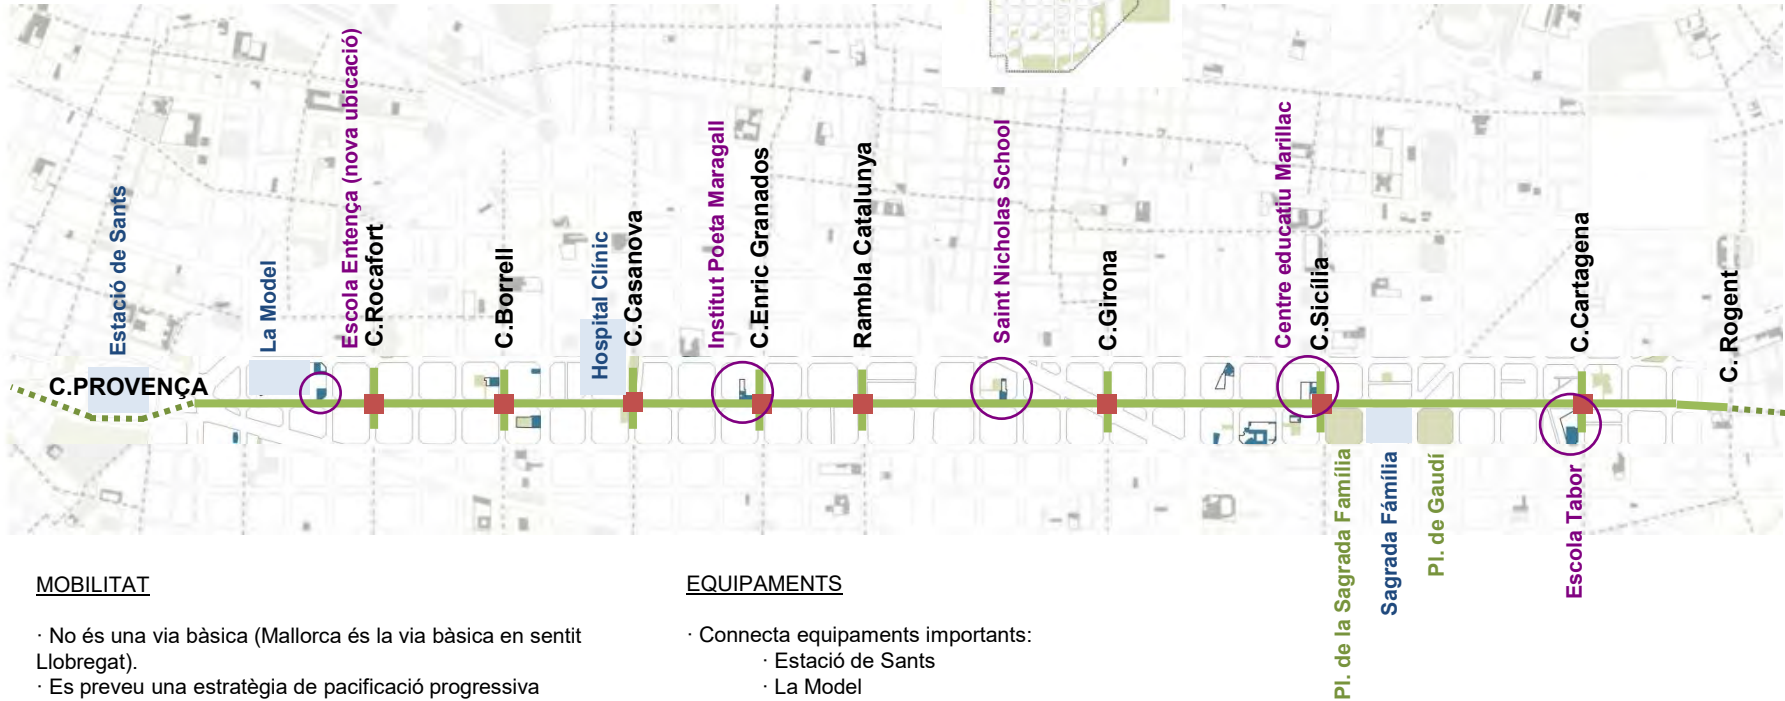 Estació de Sants
La Model
Escola Entença (nova ubicació)
C.Rocafort
C.Borrell
Hospital Clínic
C.Casanova
Institut Poeta Maragall
C.Enric Granados
Rambla Catalunya
Saint Nicholas School
C.Girona
Centre educatiu Marillac
C.Sicília
C.Cartagena
C. Rogent
C.PROVENÇA
Pl. de la Sagrada Família
Sagrada Fámília
Pl. de Gaudí
Escola Tabor
MOBILITAT
· No és una via bàsica (Mallorca és la via bàsica en sentit
Llobregat).
· Es preveu una estratègia de pacificació progressiva
EQUIPAMENTS
· Connecta equipaments importants:
· Estació de Sants
· La Model